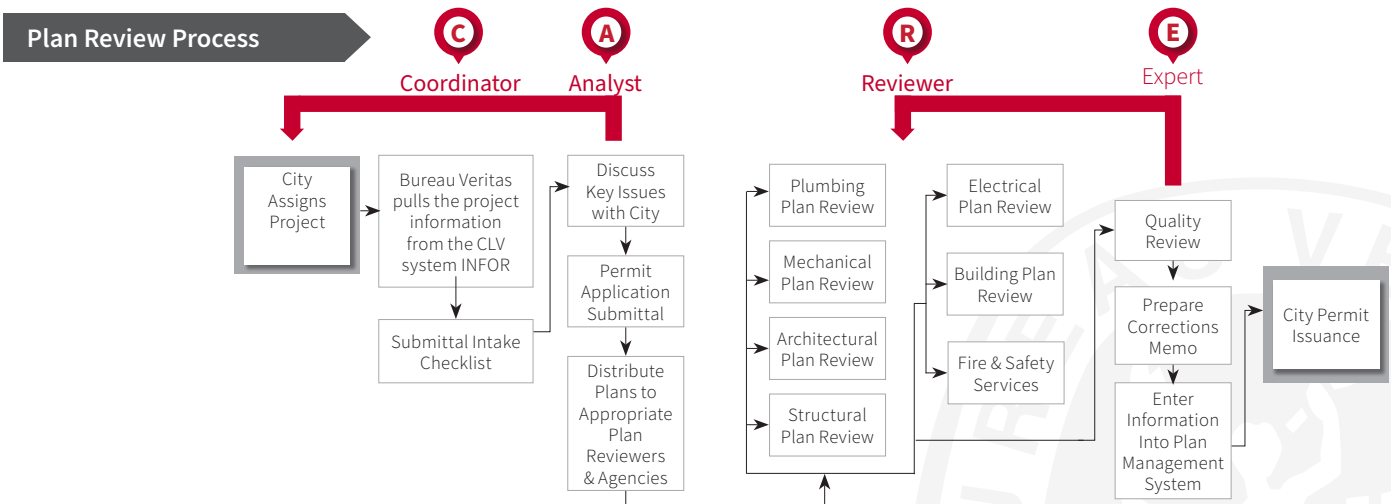 Plan Review Process
C
A
R
E
Coordinator
Analyst
Reviewer
Expert
City
Assigns
Project
Bureau Veritas
pulls the project
information
from the CLV
system INFOR
Submittal Intake
Checklist
Discuss
Key Issues
with City
Permit
Application
Submittal
Distribute
Plans to
Appropriate
Plan
Reviewers
& Agencies
Plumbing
Plan Review
Mechanical
Plan Review
Architectural
Plan Review
Structural
Plan Review
Electrical
Plan Review
Building Plan
Review
Fire & Safety
Services
Quality
Review
Prepare
Corrections
Memo
Enter
Information
Into Plan
Management
System
City Permit
Issuance